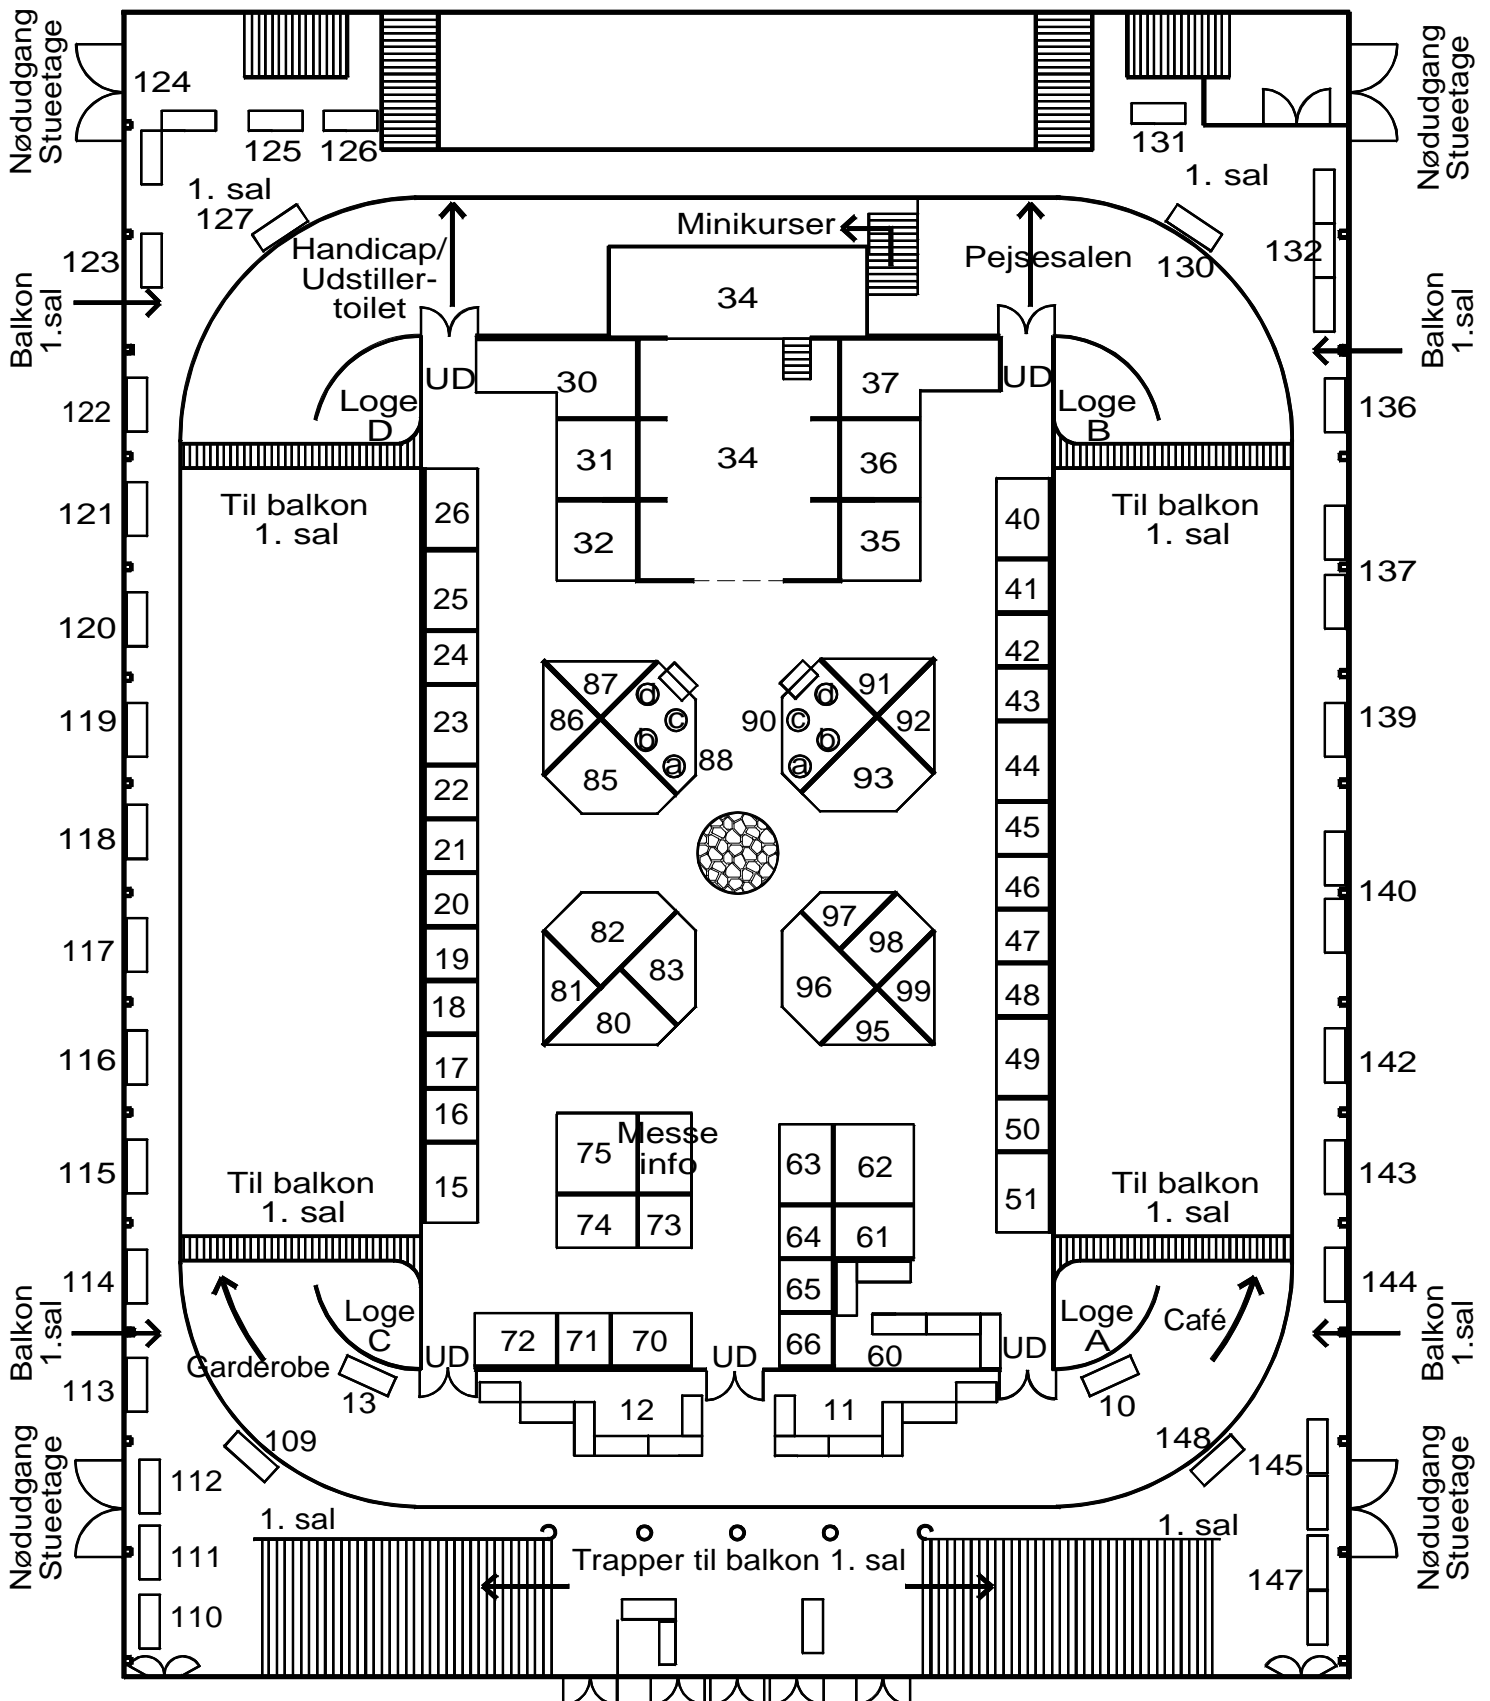 Nødudgang
Stueetage
124
125
126
131
Nødudgang
Stueetage
1. sal
127
1. sal
Minikurser
123
Handicap/
Udstiller-
toilet
Pejsesalen
130
132
Balkon
1.sal
34
Balkon
1.sal
UD
30
37
UD
122
Loge
D
Loge
B
136
31
34
36
Til balkon
1. sal
Til balkon
1. sal
121
26
32
35
40
137
25
41
120
24
42
87
d
d
91
119
23
86
c
b
a
88
90
c
b
a
92
43
139
85
93
44
22
118
21
45
20
46
140
82
97
98
117
19
83
47
81
96
99
18
80
95
48
116
17
49
142
16
75
Messe
info
50
115
63
62
143
15
51
Til balkon
1. sal
Til balkon
1. sal
74
73
64
61
114
65
144
Balkon
1.sal
Loge
C
Loge
A
Café
Balkon
1.sal
72
71
70
66
60
UD
UD
UD
Garderobe
113
13
12
11
10
109
148
145
112
Nødudgang
Stueetage
Nødudgang
Stueetage
1. sal
1. sal
111
Trapper til balkon 1. sal
147
110